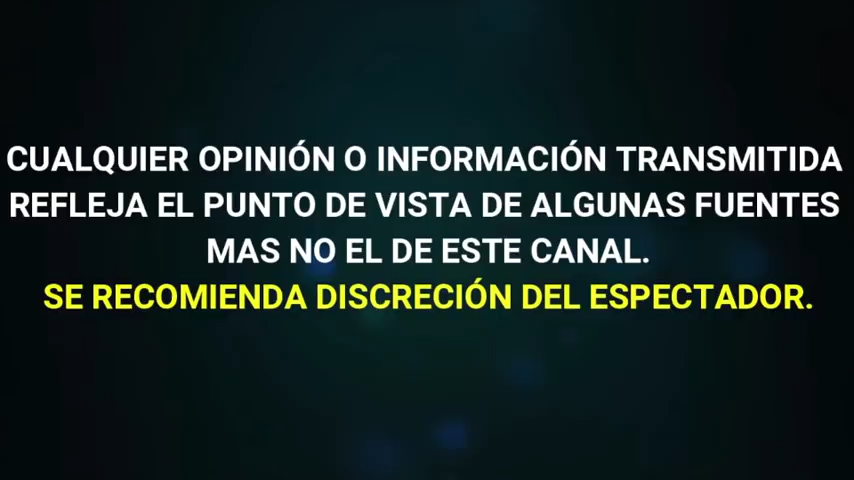 CUALQUIER OPINIÓN O INFORMACIÓN TRANSMITIDA
REFLEJA EL PUNTO DE VISTA DE ALGUNAS FUENTES
MAS NO EL DE ESTE CANAL.
SE RECOMIENDA DISCRECIÓN DEL ESPECTADOR.